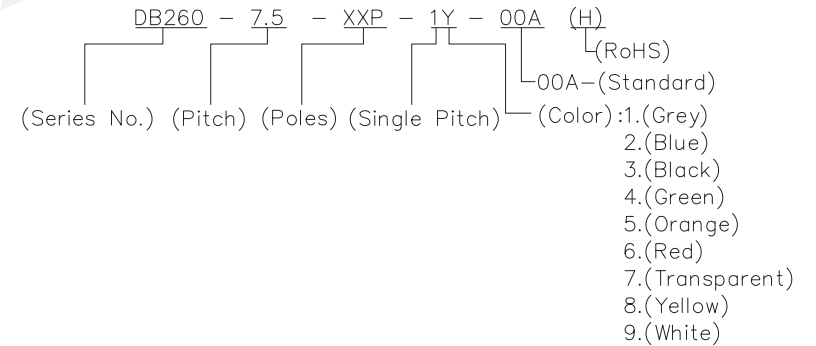 DB260 - 7.5 - XXP - 1Y - 00A (H)
(RoHS)
00A-(Standard)
(Series No.) (Pitch) (Poles) (Single Pitch) (Color):1.(Grey)
2.(Blue)
3.(Black)
4.(Green)
5.(Orange)
6.(Red)
7.(Transparent)
8.(Yellow)
9.(White)